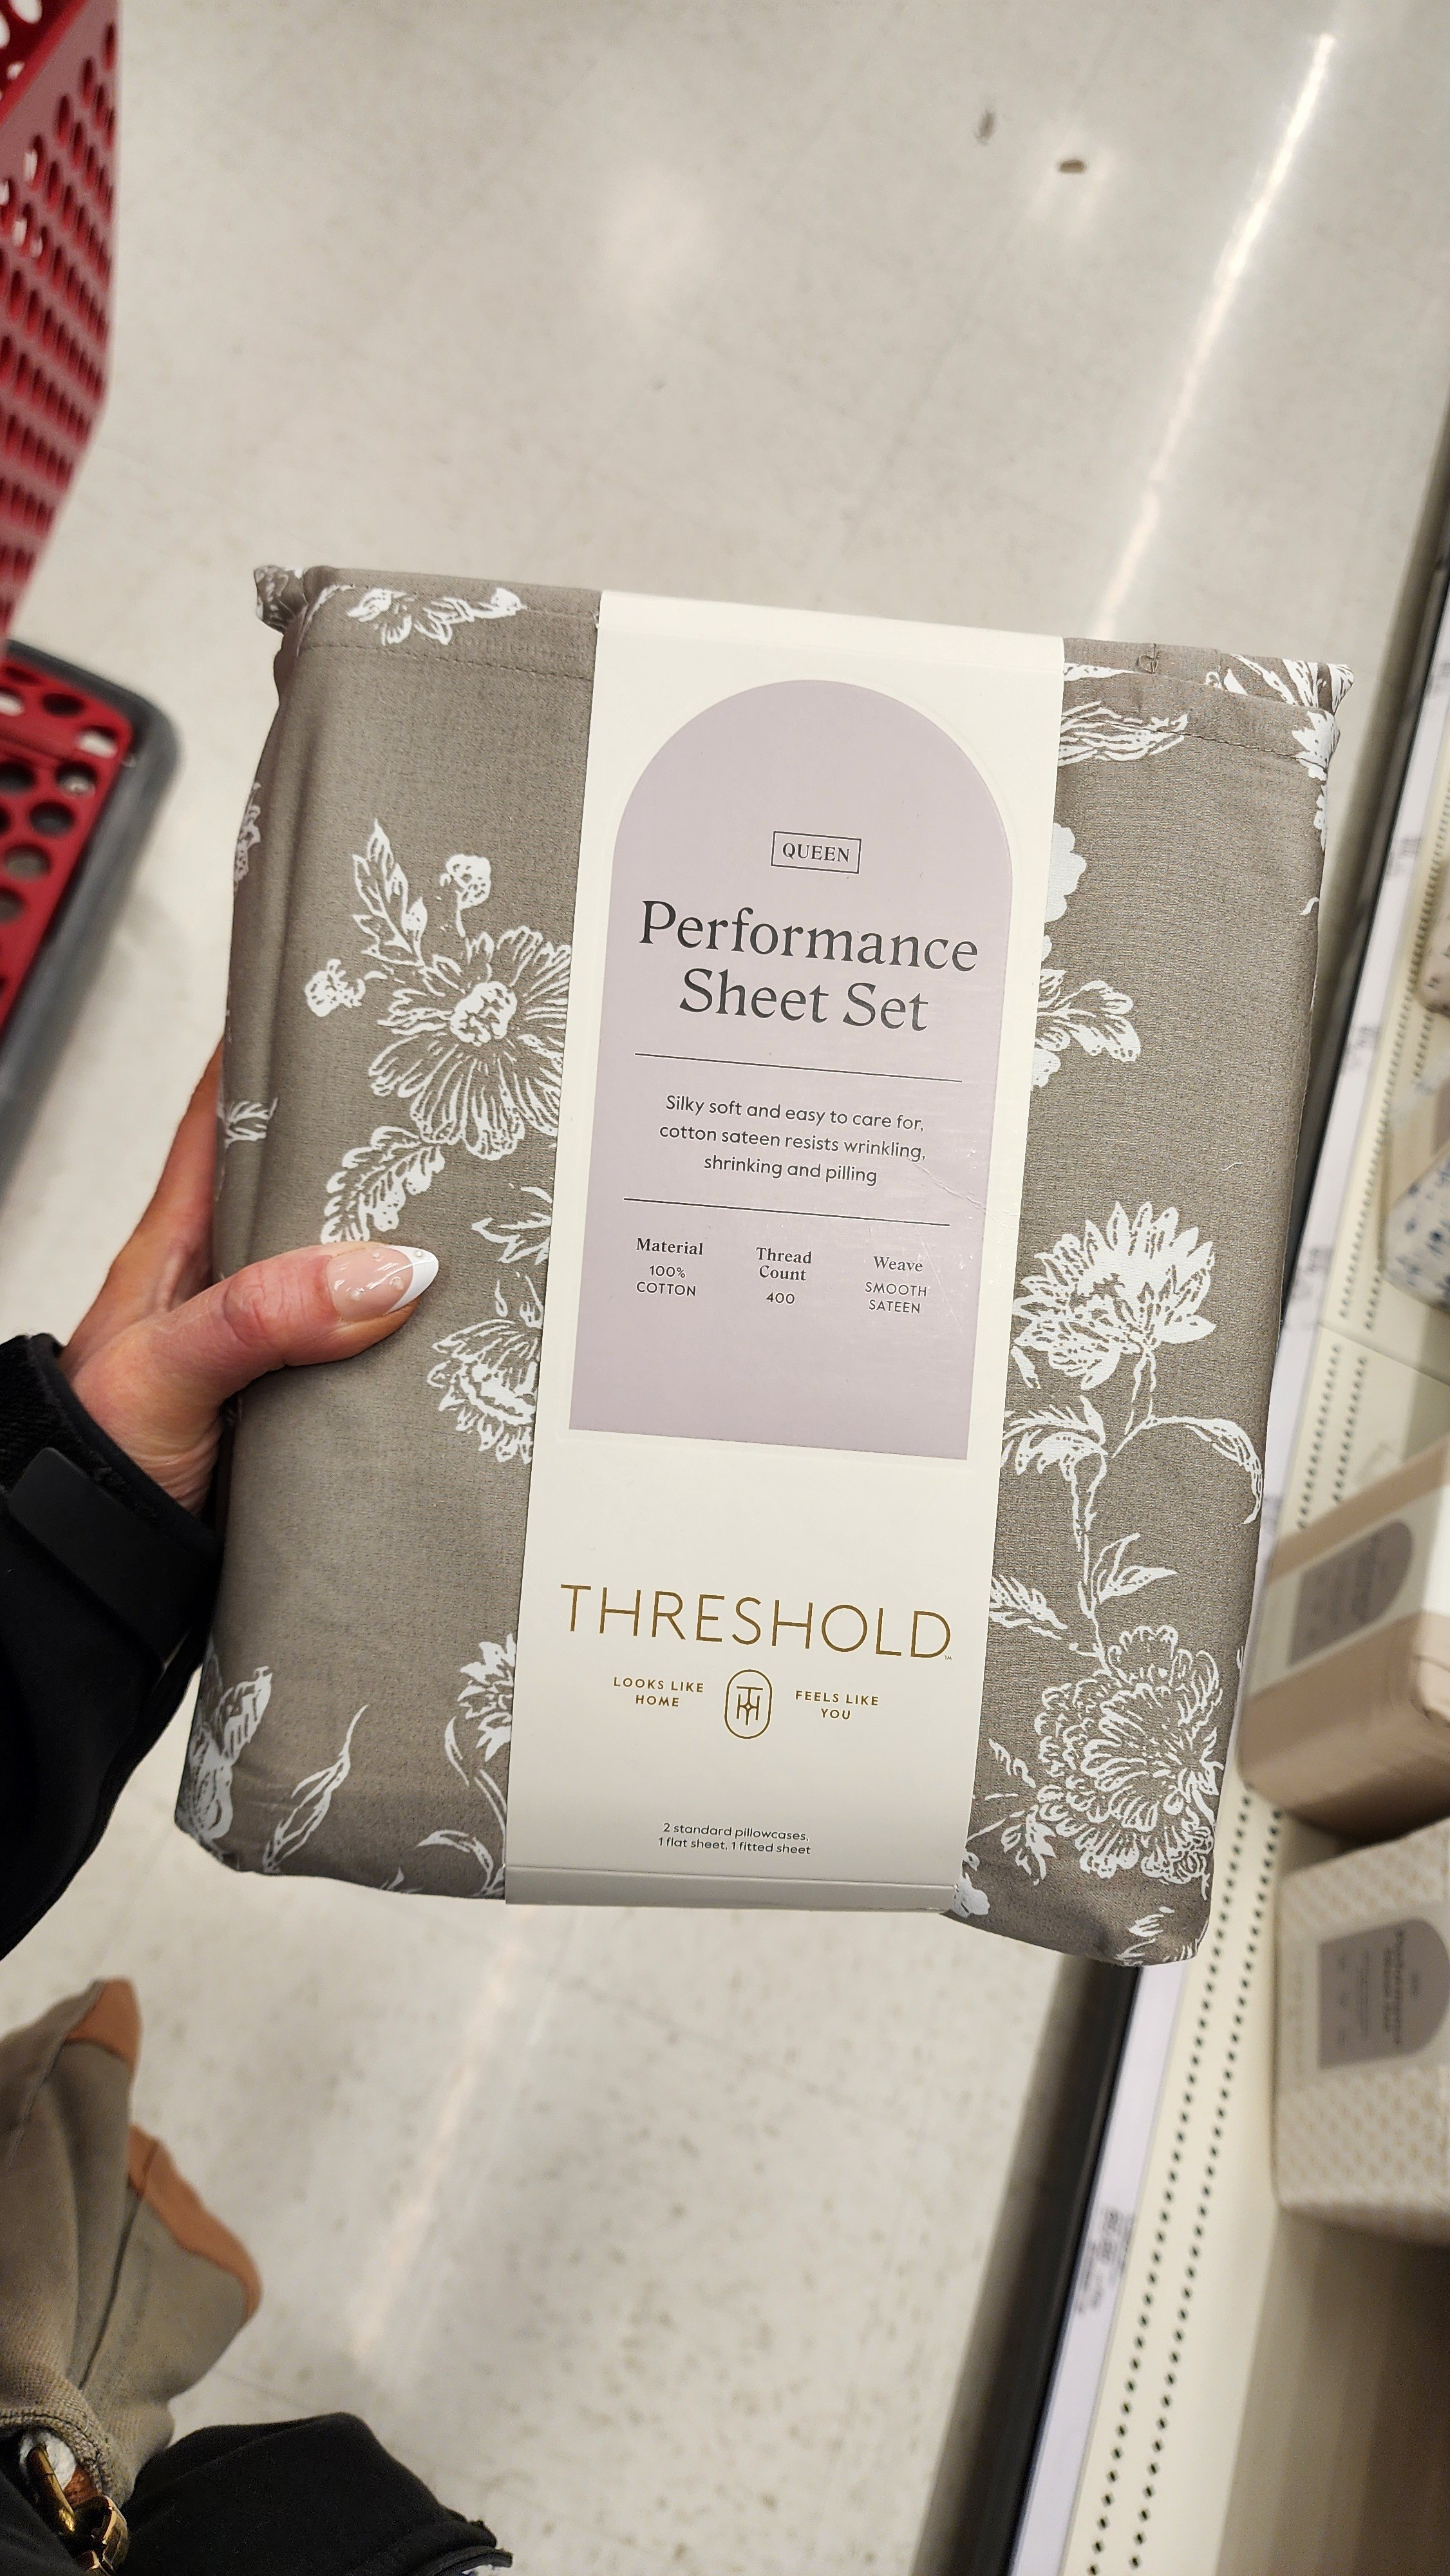 QUEEN
Performance
Sheet Set
Silky soft and easy to care for,
cotton sateen resists wrinkling,
shrinking and pilling
Material
100%
COTTON
Thread
Count
400
Weave
SMOOTH
SATEEN
THRESHOLD™
LOOKS LIKE
HOME
FEELS LIKE
YOU
2 standard pillowcases,
1 flat sheet, 1 fitted sheet